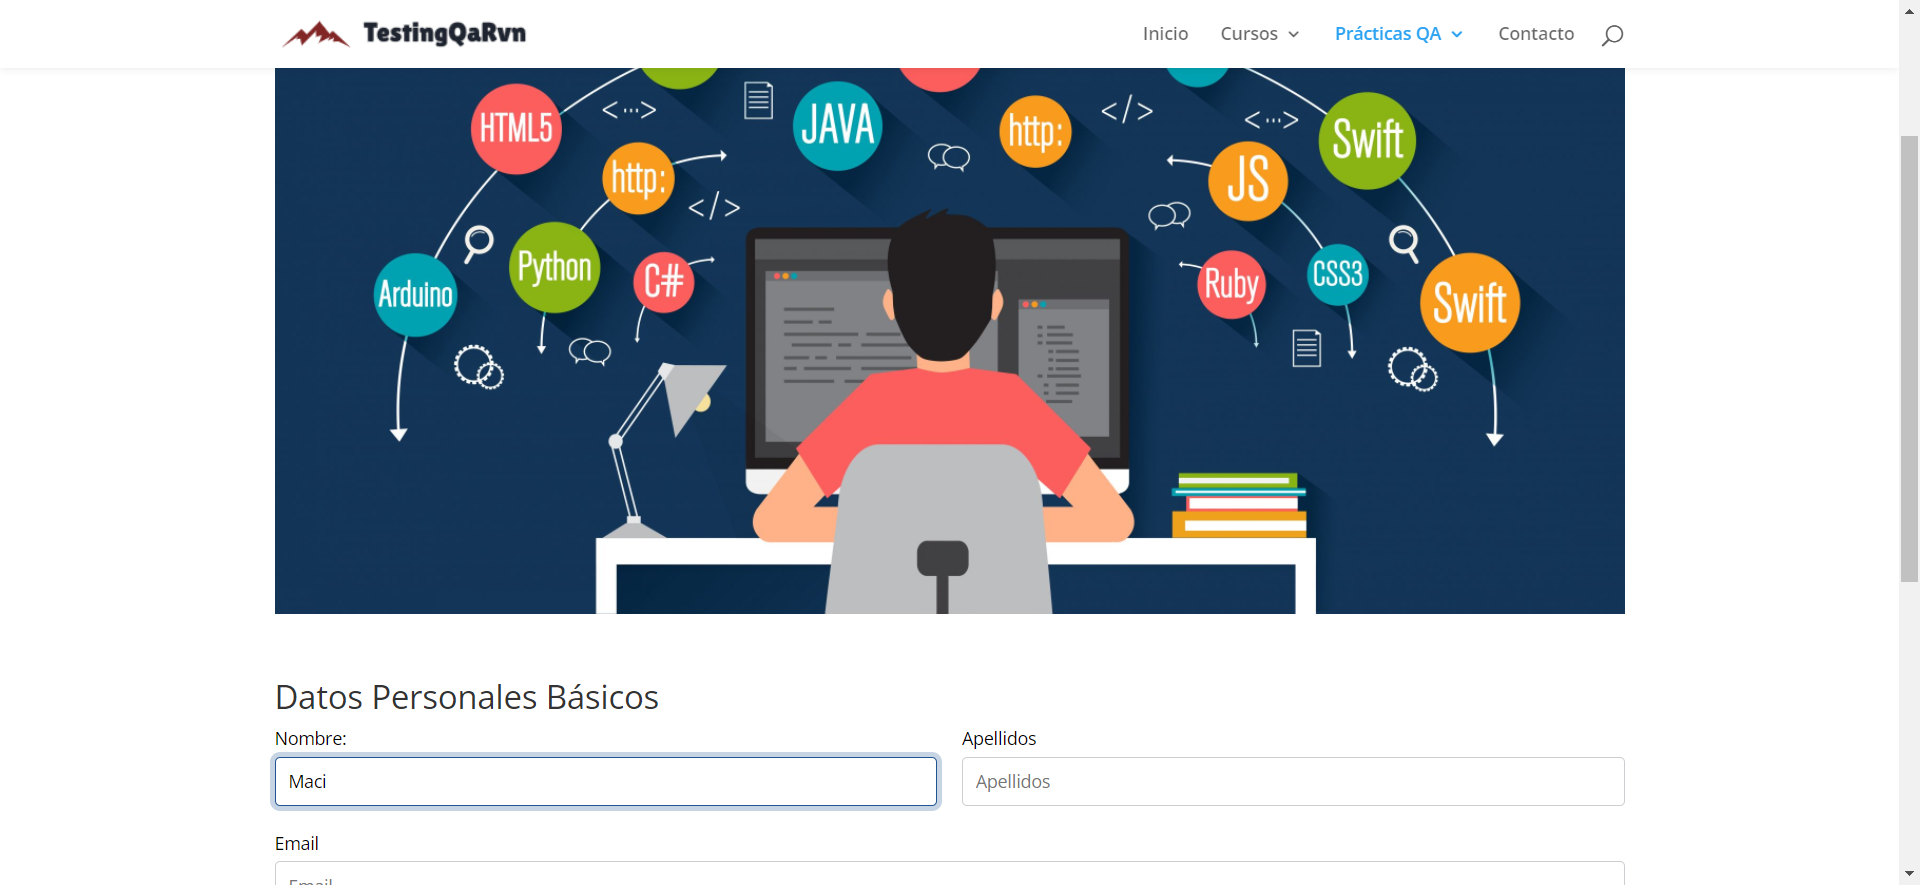 TestingQaRvn
Inicio Cursos Prácticas QA Contacto
HTML5
<...>
JAVA
http:
</>
<...>
Swift
http:
JS
</>
Arduino
Python
C#
Ruby
CSS3
Swift
Datos Personales Básicos
Nombre: Apellidos
Maci Apellidos
Email
Email